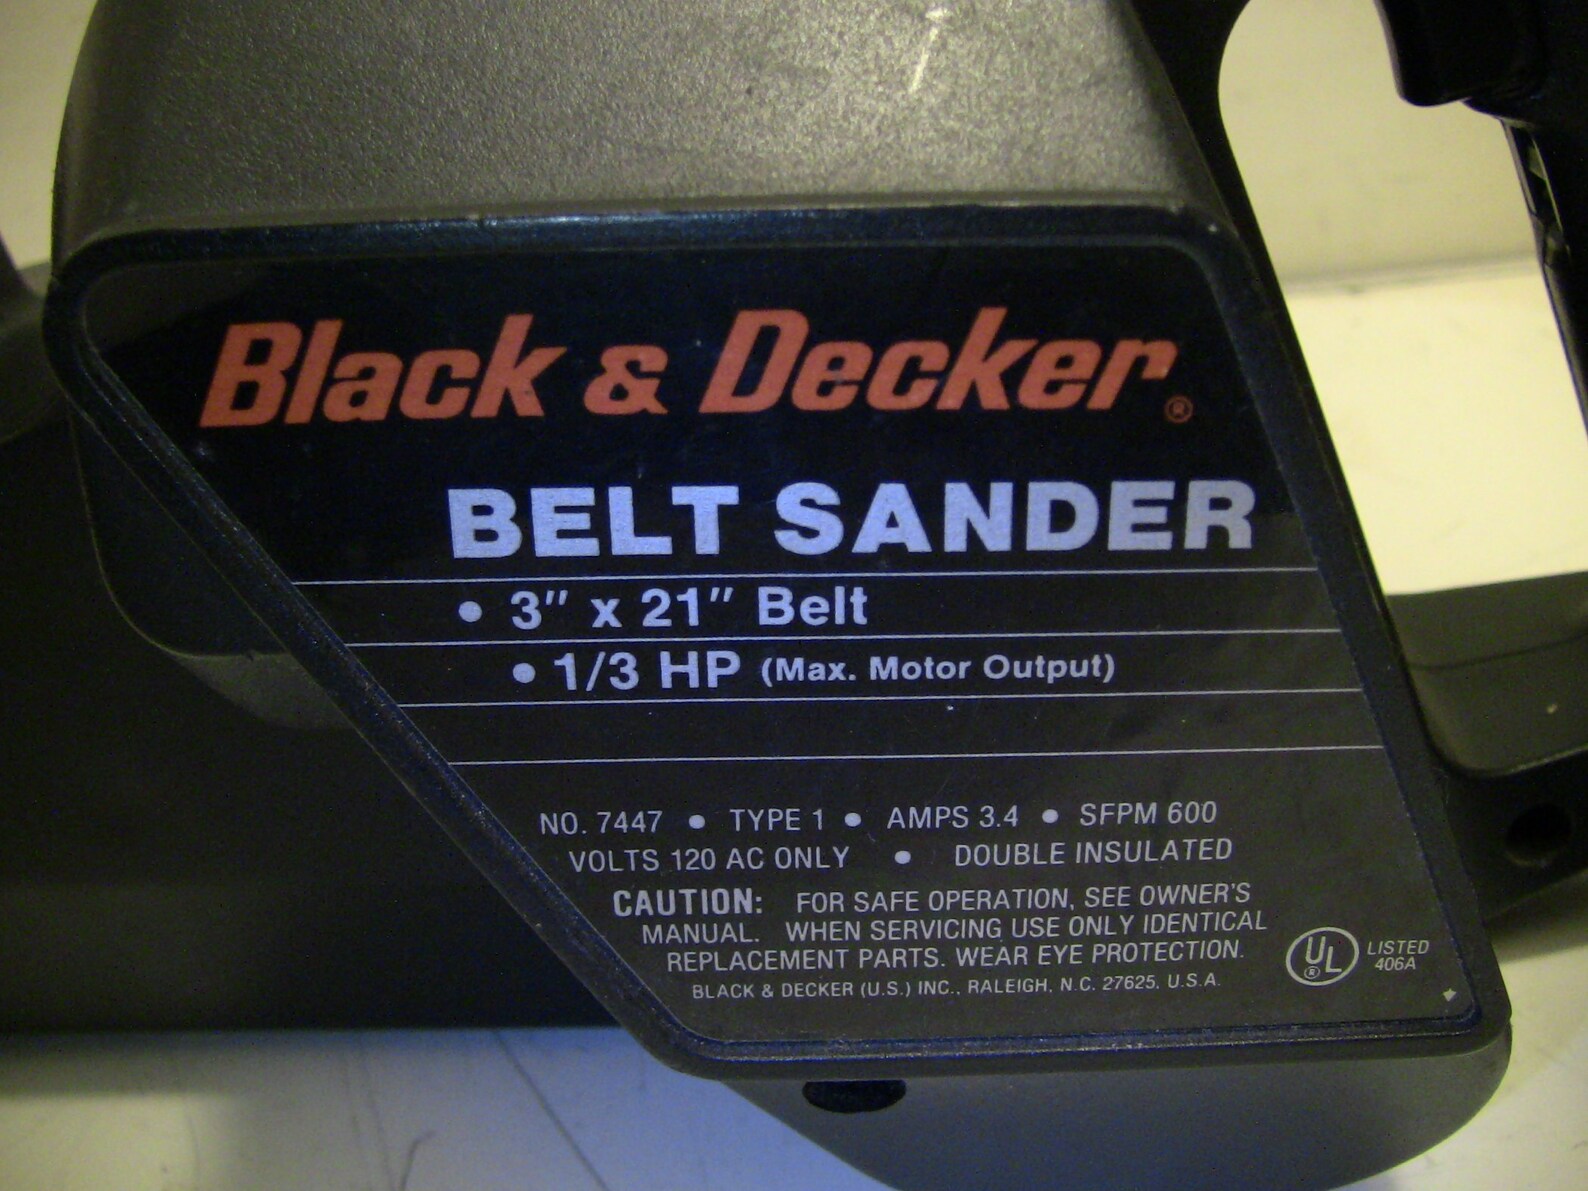 Black & Decker®
BELT SANDER
• 3" x 21" Belt
• 1/3 HP (Max. Motor Output)
NO. 7447 • TYPE 1 • AMPS 3.4 • SFPM 600
VOLTS 120 AC ONLY • DOUBLE INSULATED
CAUTION: FOR SAFE OPERATION, SEE OWNER'S
MANUAL. WHEN SERVICING USE ONLY IDENTICAL
REPLACEMENT PARTS. WEAR EYE PROTECTION.
BLACK & DECKER (U.S.) INC., RALEIGH, N.C. 27625, U.S.A.
UL® LISTED
406A